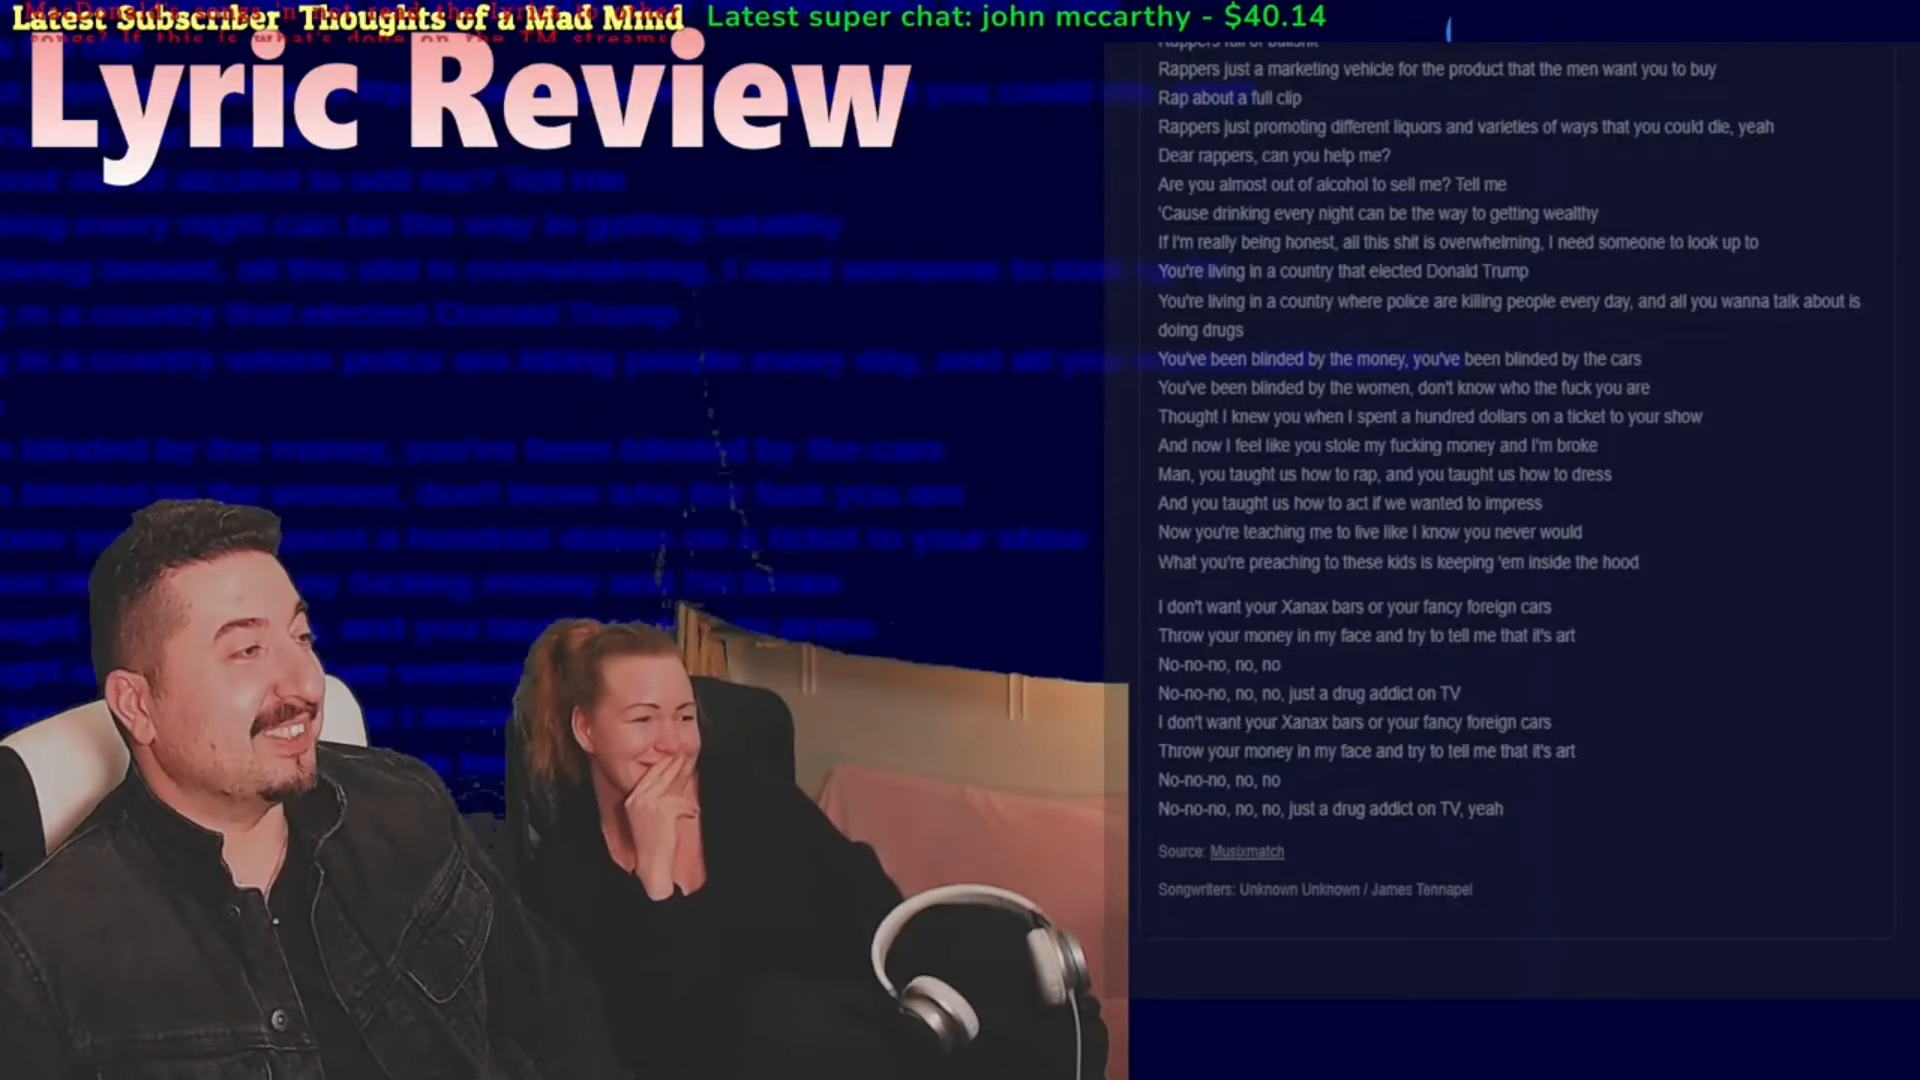 Latest Subscriber Thoughts of a Mad Mind
Latest super chat: john mccarthy - $40.14
Lyric Review
Rappers full of bullshit
Rappers just a marketing vehicle for the product that the men want you to buy
Rap about a full clip
Rappers just promoting different liquors and varieties of ways that you could die, yeah
Dear rappers, can you help me?
Are you almost out of alcohol to sell me? Tell me
'Cause drinking every night can be the way to getting wealthy
If I'm really being honest, all this shit is overwhelming, I need someone to look up to
You're living in a country that elected Donald Trump
You're living in a country where police are killing people every day, and all you wanna talk about is
doing drugs
You've been blinded by the money, you've been blinded by the cars
You've been blinded by the women, don't know who the fuck you are
Thought I knew you when I spent a hundred dollars on a ticket to your show
And now I feel like you stole my fucking money and I'm broke
Man, you taught us how to rap, and you taught us how to dress
And you taught us how to act if we wanted to impress
Now you're teaching me to live like I know you never would
What you're preaching to these kids is keeping 'em inside the hood
I don't want your Xanax bars or your fancy foreign cars
Throw your money in my face and try to tell me that it's art
No-no-no, no, no
No-no-no, no, no, just a drug addict on TV
I don't want your Xanax bars or your fancy foreign cars
Throw your money in my face and try to tell me that it's art
No-no-no, no, no
No-no-no, no, no, just a drug addict on TV, yeah
Source: Musixmatch
Songwriters: Unknown Unknown / James Tennapel